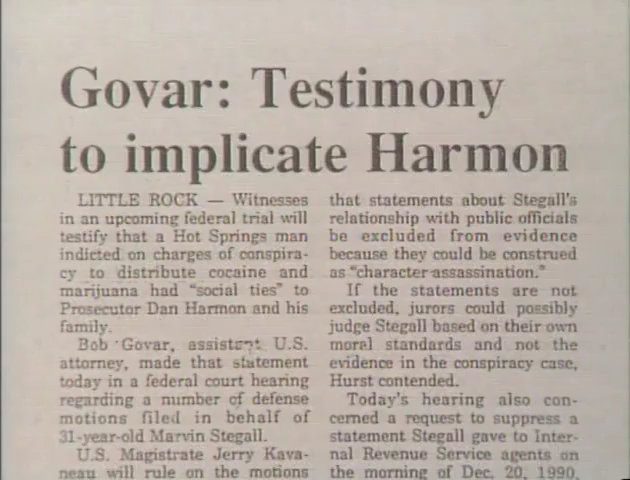 Govar: Testimony
to implicate Harmon
LITTLE ROCK — Witnesses
in an upcoming federal trial will
testify that a Hot Springs man
indicted on charges of conspira-
cy to distribute cocaine and
marijuana had "social ties" to
Prosecutor Dan Harmon and his
family.
Bob Govar, assistant U.S.
attorney, made that statement
today in a federal court hearing
regarding a number of defense
motions filed in behalf of
31-year-old Marvin Stegall.
U.S. Magistrate Jerry Kava-
neau will rule on the motions
that statements about Stegall's
relationship with public officials
be excluded from evidence
because they could be construed
as "character assassination."
If the statements are not
excluded, jurors could possibly
judge Stegall based on their own
moral standards and not the
evidence in the conspiracy case,
Hurst contended.
Today's hearing also con-
cerned a request to suppress a
statement Stegall gave to Inter-
nal Revenue Service agents on
the morning of Dec. 20, 1990,